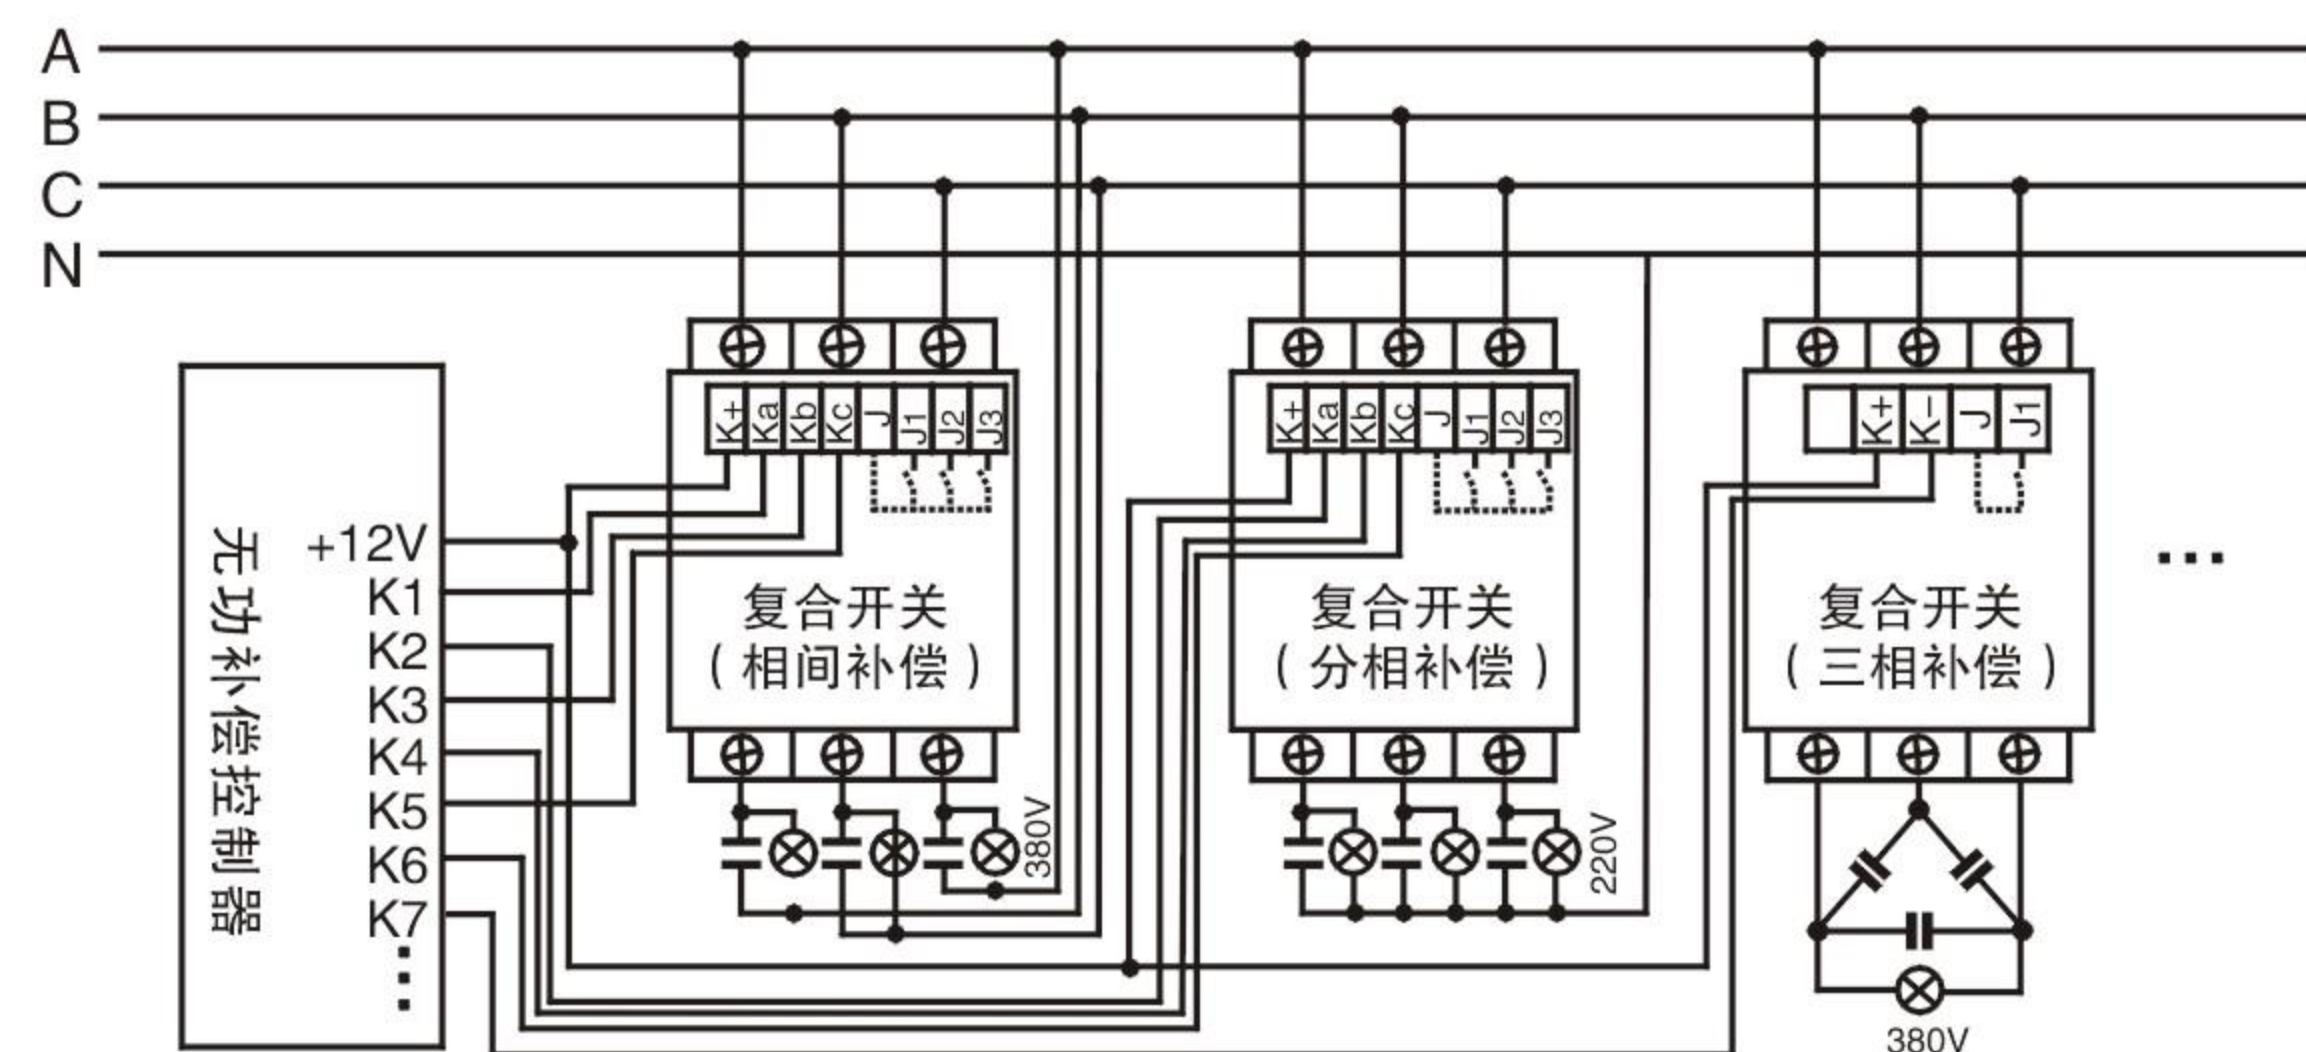 A
B
C
N
无功补偿控制器
+12V
K1
K2
K3
K4
K5
K6
K7
K+ Ka Kb Kc J J1 J2 J3
复合开关
(相间补偿)
380V
K+ Ka Kb Kc J J1 J2 J3
复合开关
(分相补偿)
220V
K+ K- J J1
复合开关
(三相补偿)
380V
...